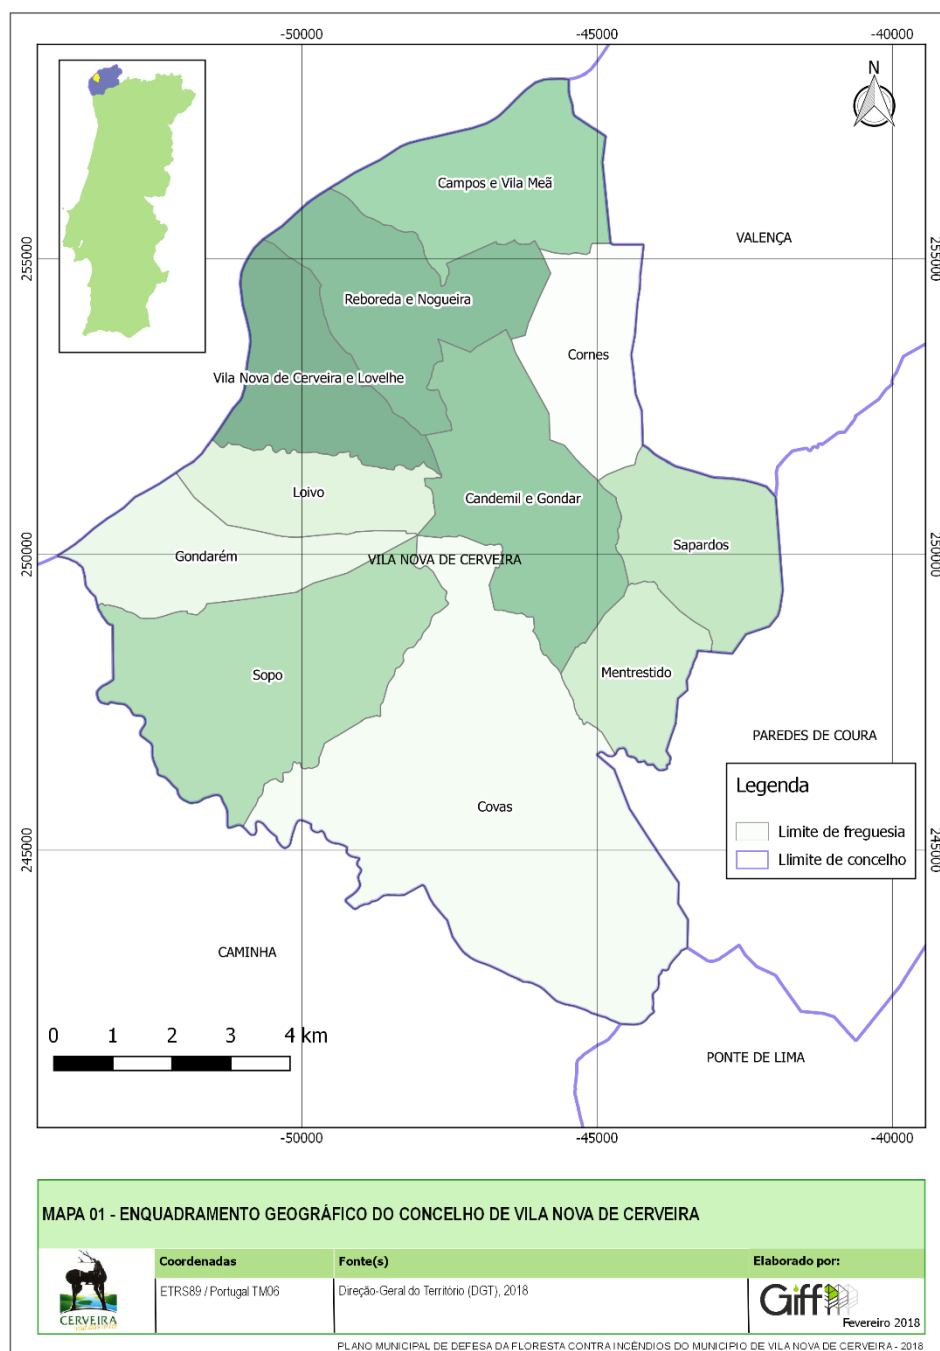 -50000
-45000
-40000
N
Campos e Vila Meã
VALENÇA
255000
255000
Reboreda e Nogueira
Cornes
Vila Nova de Cerveira e Lovelhe
Loivo
Candemil e Gondar
Sapardos
250000
250000
Gondarém
VILA NOVA DE CERVEIRA
Sopo
Mentrestido
PAREDES DE COURA
Covas
Legenda
Limite de freguesia
Llimite de concelho
245000
245000
CAMINHA
0 1 2 3 4 km
PONTE DE LIMA
-50000
-45000
-40000
MAPA 01 - ENQUADRAMENTO GEOGRÁFICO DO CONCELHO DE VILA NOVA DE CERVEIRA
Coordenadas
Fonte(s)
Elaborado por:
ETRS89 / Portugal TM06
Direção-Geral do Território (DGT), 2018
CERVEIRA
Giff
Fevereiro 2018
PLANO MUNICIPAL DE DEFESA DA FLORESTA CONTRA INCÊNDIOS DO MUNICIPIO DE VILA NOVA DE CERVEIRA - 2018